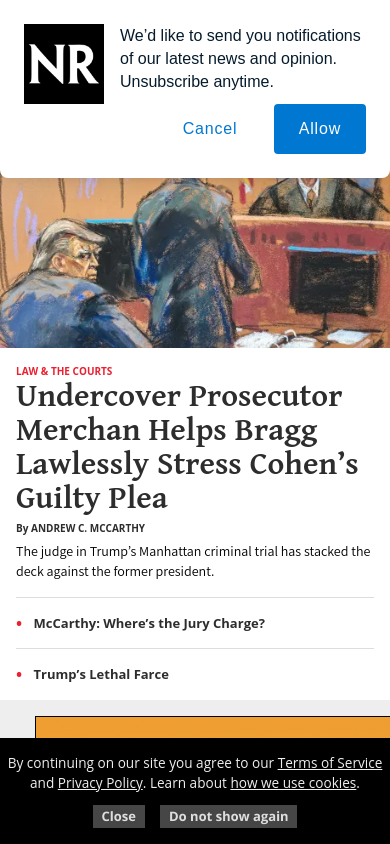 NR
We’d like to send you notifications
of our latest news and opinion.
Unsubscribe anytime.
Cancel
Allow
LAW & THE COURTS
Undercover Prosecutor
Merchan Helps Bragg
Lawlessly Stress Cohen’s
Guilty Plea
By ANDREW C. MCCARTHY
The judge in Trump’s Manhattan criminal trial has stacked the
deck against the former president.
• McCarthy: Where’s the Jury Charge?
• Trump’s Lethal Farce
By continuing on our site you agree to our Terms of Service
and Privacy Policy. Learn about how we use cookies.
Close
Do not show again